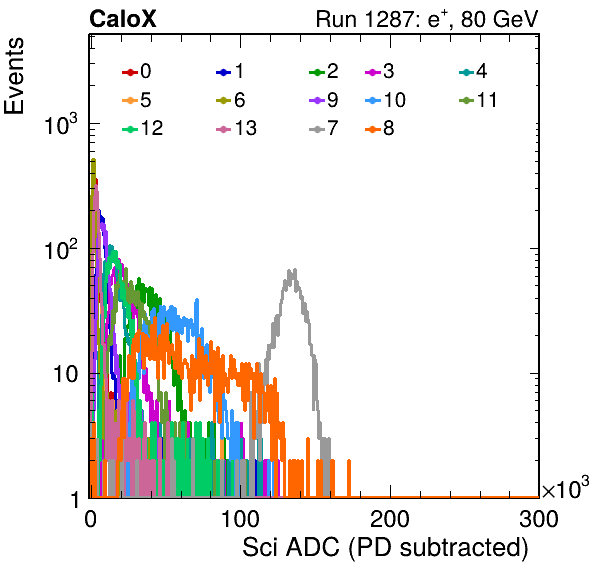 CaloX Run 1287: e⁺, 80 GeV
Events
0 1 2 3 4
5 6 9 10 11
12 13 7 8
10³
10²
10
1
0 100 200 300 ×10³
Sci ADC (PD subtracted)